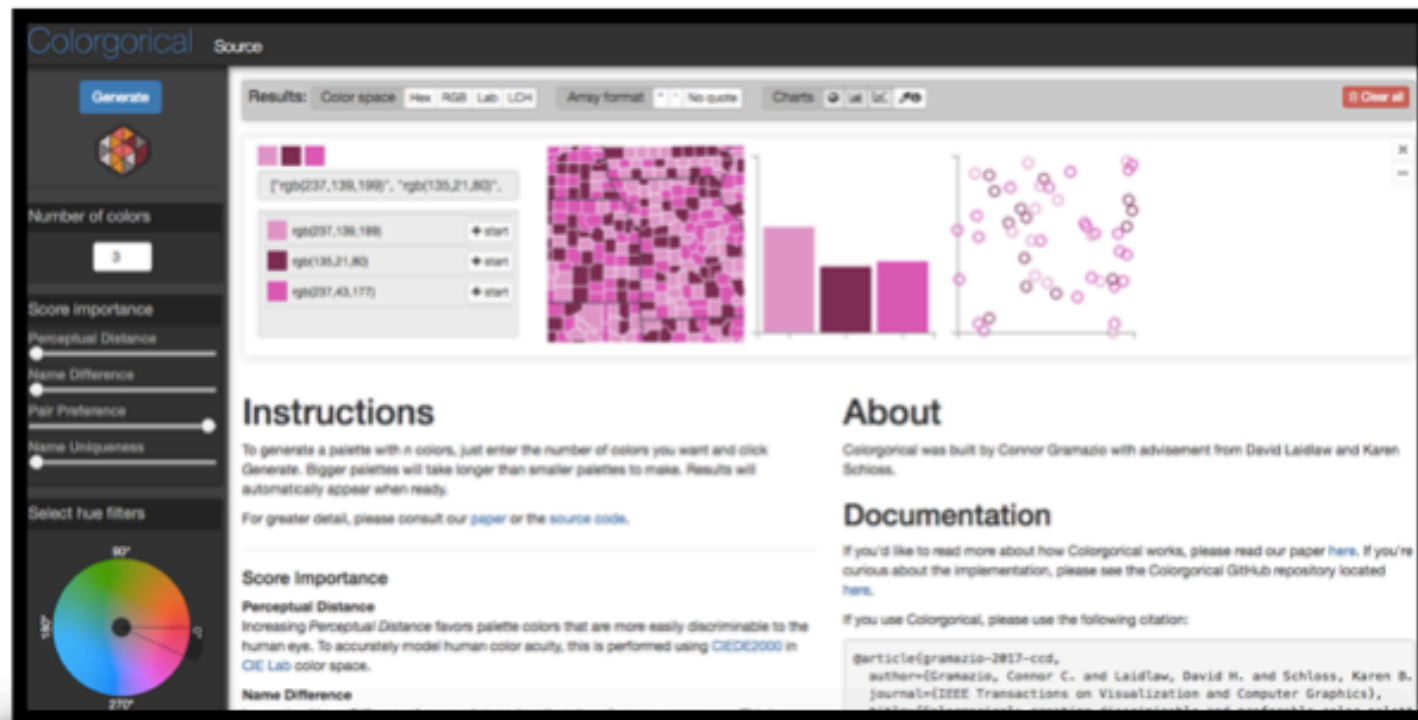 Colorgorical Source
Generate
Number of colors
3
Score importance
Perceptual Distance
Name Difference
Pair Preference
Name Uniqueness
Select hue filters
90°
180°
0°
270°
Results: Color space Hex RGB Lab LCH Array format " ' No quote Charts Clear all
["rgb(237,139,199)", "rgb(135,21,80)",
rgb(237,139,199) + start
rgb(135,21,80) + start
rgb(237,43,177) + start
Instructions
To generate a palette with n colors, just enter the number of colors you want and click
Generate. Bigger palettes will take longer than smaller palettes to make. Results will
automatically appear when ready.
For greater detail, please consult our paper or the source code.
Score Importance
Perceptual Distance
Increasing Perceptual Distance favors palette colors that are more easily discriminable to the
human eye. To accurately model human color acuity, this is performed using CIEDE2000 in
CIE Lab color space.
Name Difference
About
Colorgorical was built by Connor Gramazio with advisement from David Laidlaw and Karen
Schloss.
Documentation
If you'd like to read more about how Colorgorical works, please read our paper here. If you're
curious about the implementation, please see the Colorgorical GitHub repository located
here.
If you use Colorgorical, please use the following citation:
@article{gramazio-2017-ccd,
author={Gramazio, Connor C. and Laidlaw, David H. and Schloss, Karen B.
journal={IEEE Transactions on Visualization and Computer Graphics},